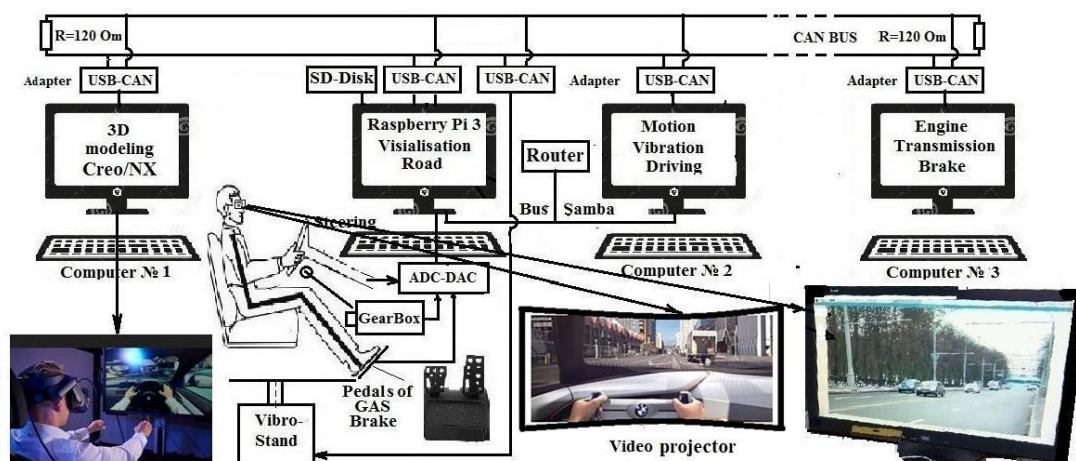 R=120 Om
CAN BUS
R=120 Om
Adapter
USB-CAN
SD-Disk
USB-CAN
USB-CAN
Adapter
USB-CAN
Adapter
USB-CAN
3D
modeling
Creo/NX
Raspberry Pi 3
Visialisation
Road
Router
Motion
Vibration
Driving
Engine
Transmission
Brake
Steering
Bus Samba
Computer № 1
ADC-DAC
Computer № 2
Computer № 3
GearBox
Pedals of
GAS
Brake
Vibro-
Stand
Video projector